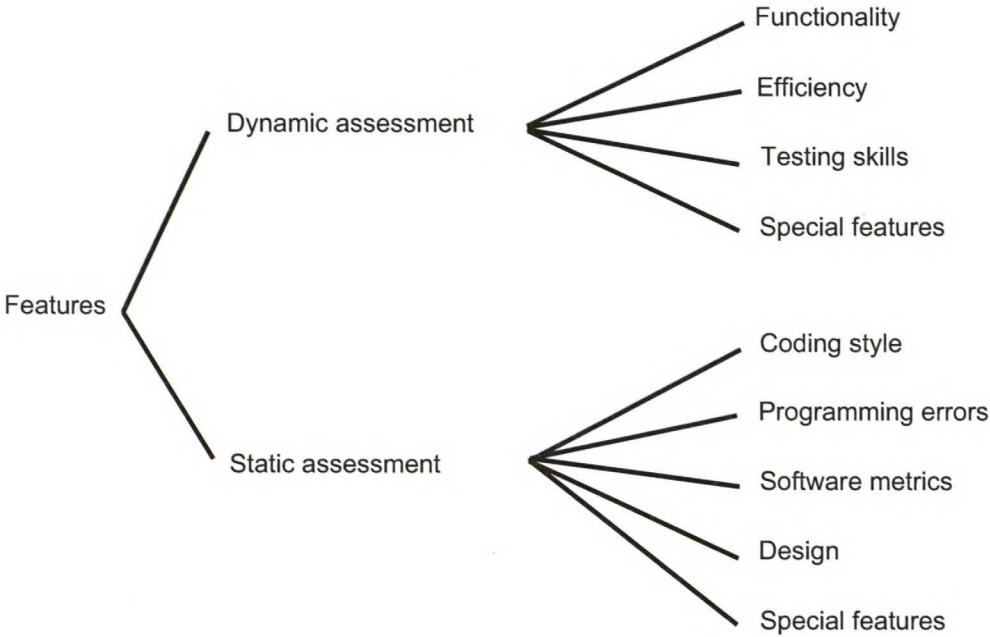 Functionality
Efficiency
Dynamic assessment
Testing skills
Special features
Features
Coding style
Programming errors
Static assessment
Software metrics
Design
Special features